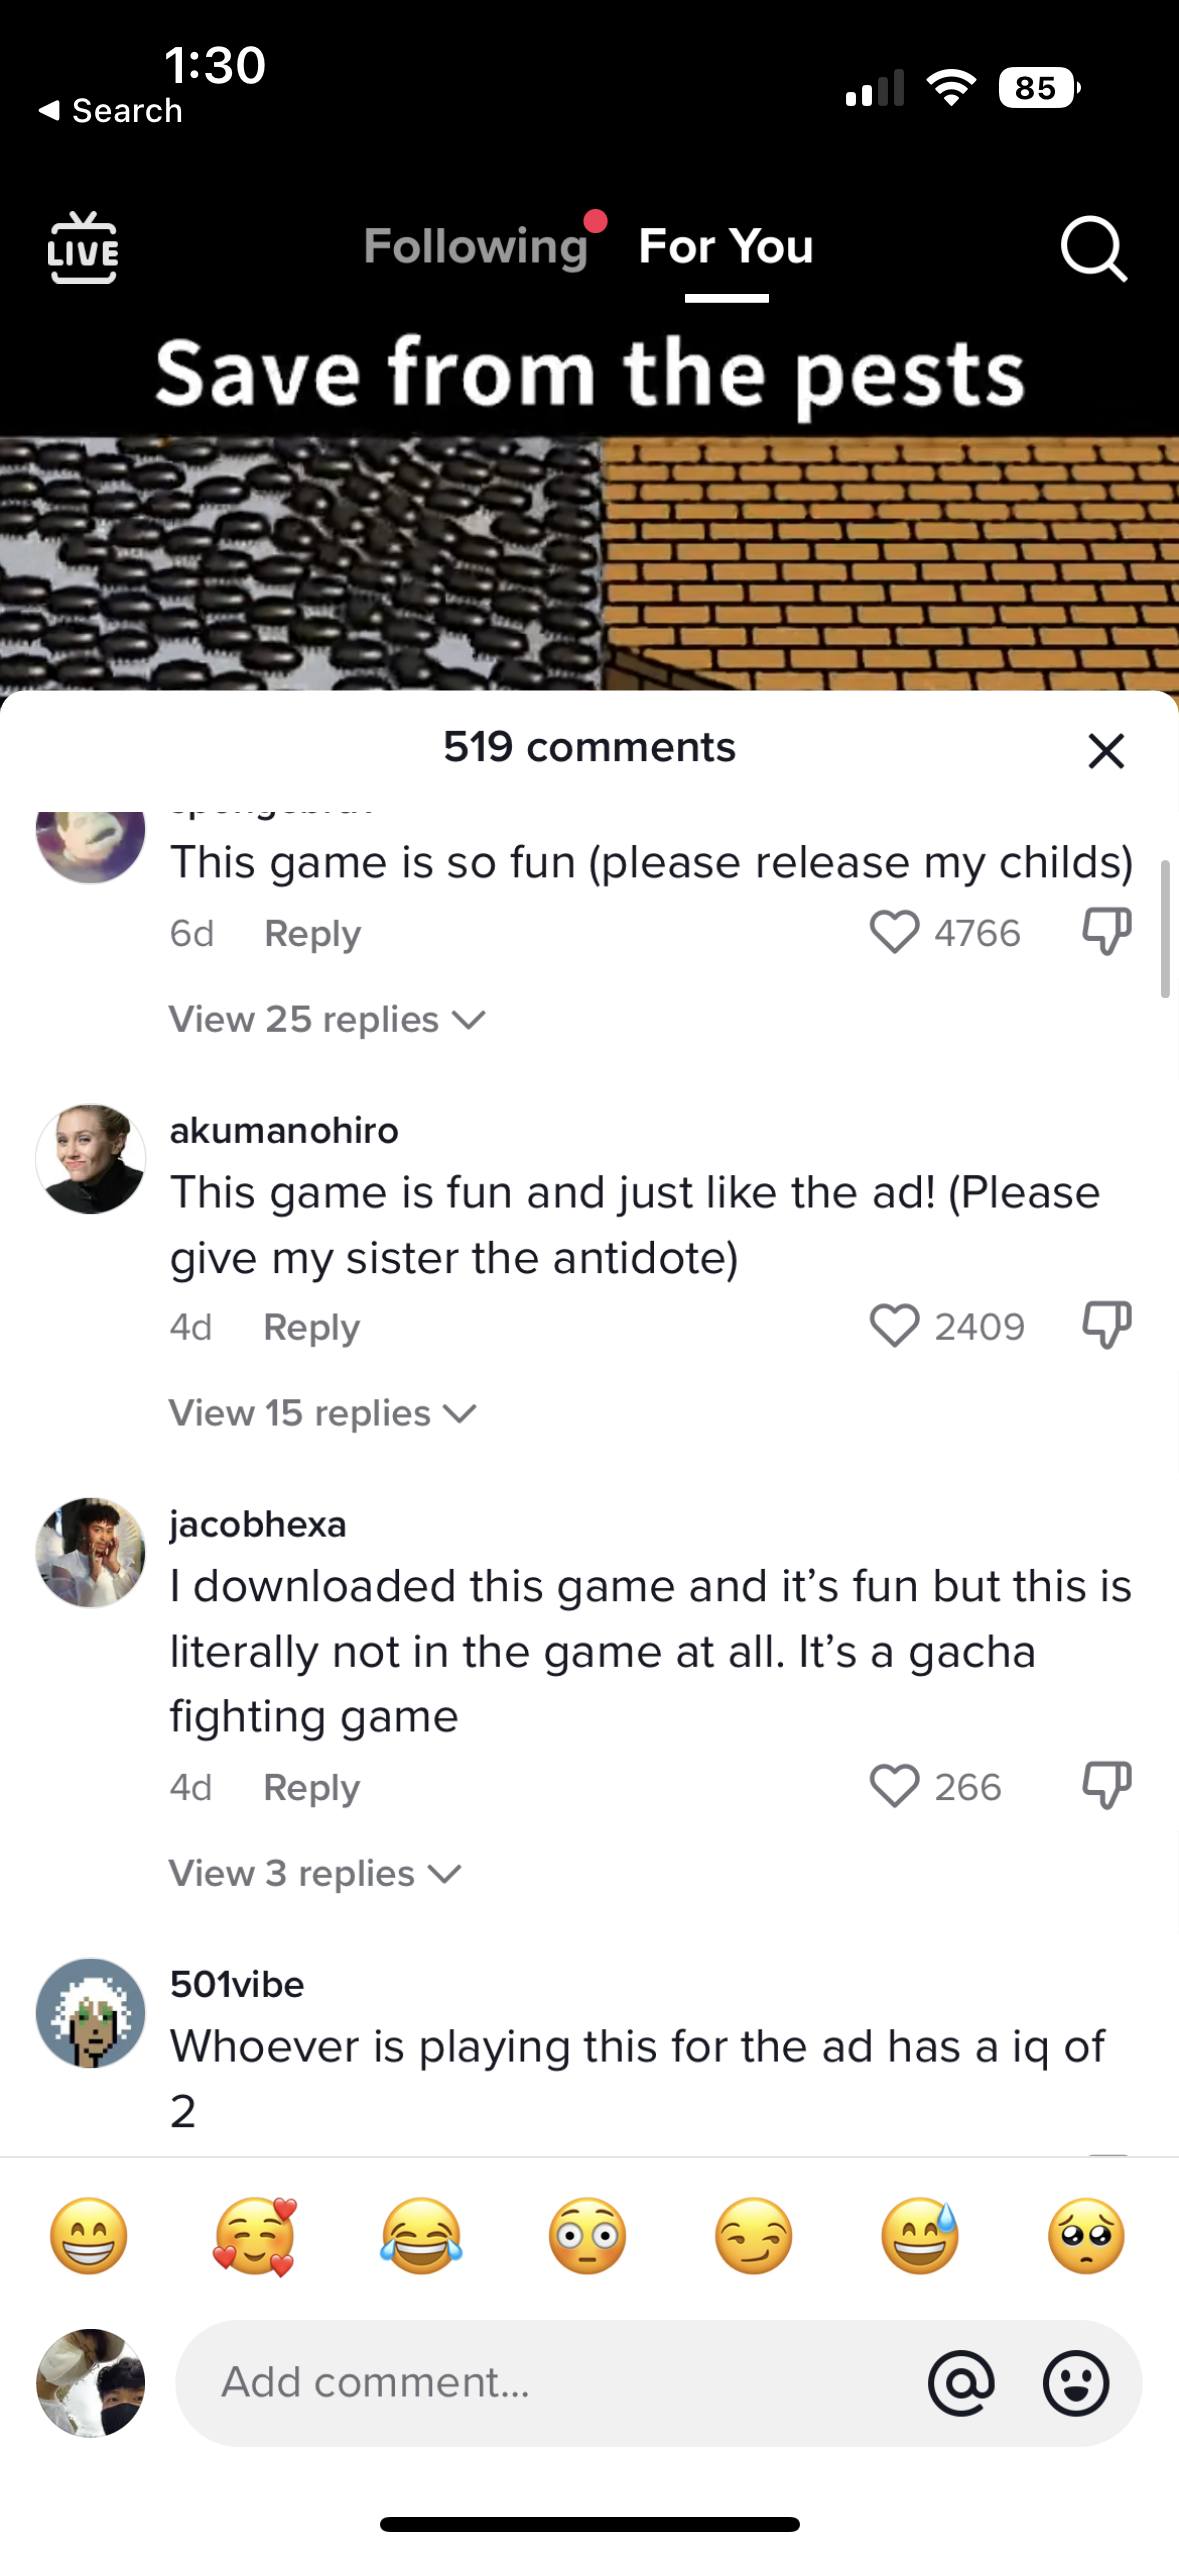 1:30
Search
85
LIVE
Following
For You
Save from the pests
519 comments
This game is so fun (please release my childs)
6d Reply 4766
View 25 replies
akumanohiro
This game is fun and just like the ad! (Please
give my sister the antidote)
4d Reply 2409
View 15 replies
jacobhexa
I downloaded this game and it’s fun but this is
literally not in the game at all. It’s a gacha
fighting game
4d Reply 266
View 3 replies
501vibe
Whoever is playing this for the ad has a iq of
2
Add comment...